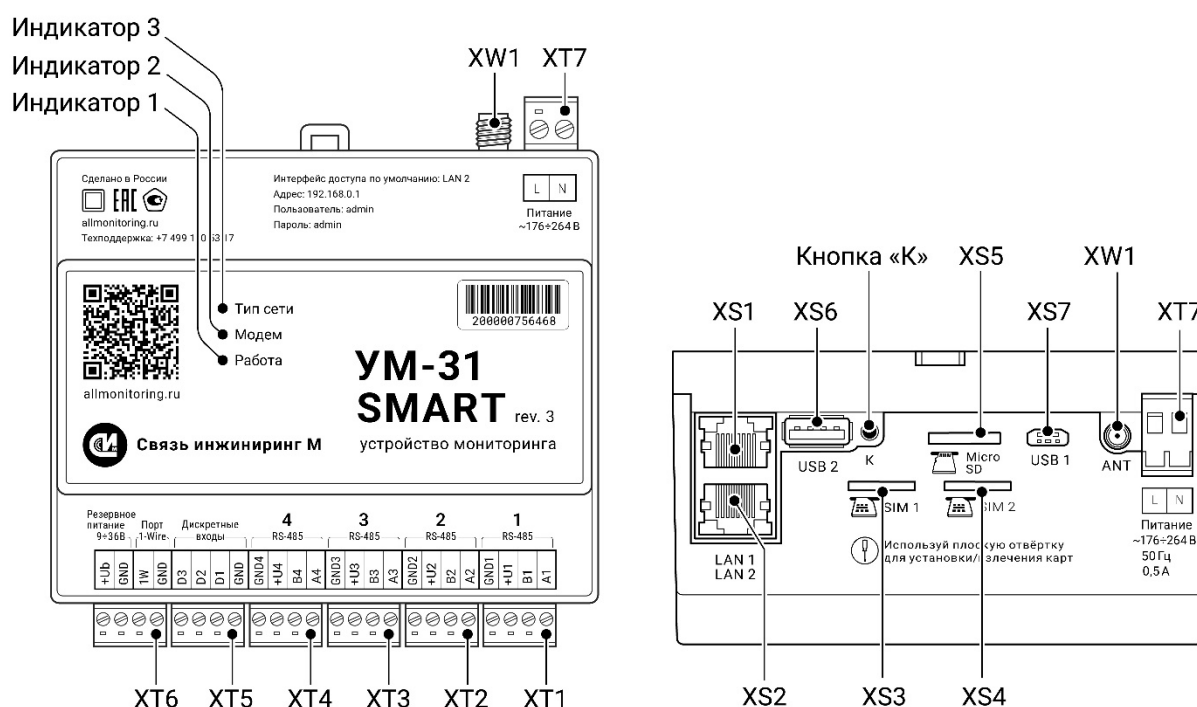 Индикатор 3
Индикатор 2
Индикатор 1
XW1 XT7
Сделано в России
EAC
allmonitoring.ru
Техподдержка: +7 499
Интерфейс доступа по умолчанию: LAN 2
Адрес: 192.168.0.1
Пользователь: admin
Пароль: admin
L N
Питание
~176÷264 В
allmonitoring.ru
Тип сети
Модем
Работа
200000756468
УМ-31
SMART rev. 3
устройство мониторинга
Связь инжиниринг М
Резервное питание 9÷36В
Порт 1-Wire
Дискретные входы
4 RS-485
3 RS-485
2 RS-485
1 RS-485
+Ub GND 1W GND D3 D2 D1 GND GND4 +U4 B4 A4 GND3 +U3 B3 A3 GND2 +U2 B2 A2 GND1 +U1 B1 A1
XT6 XT5 XT4 XT3 XT2 XT1
Кнопка «К» XS5 XW1
XS1 XS6 XS7 XT7
USB 2 K
Micro
SD
USB 1 ANT
SIM 1 SIM 2
LAN 1
LAN 2
Используй плоскую отвёртку
для установки/извлечения карт
L N
Питание
~176÷264 В
50 Гц
0,5 А
XS2 XS3 XS4